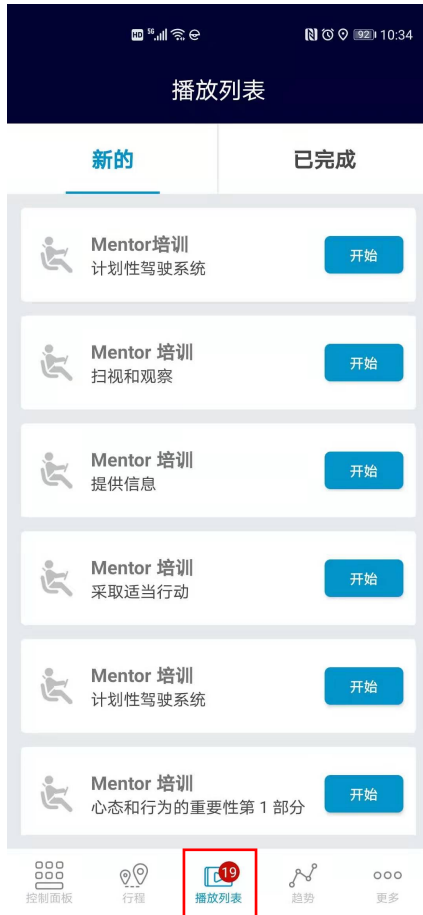 HD 5G 92 10:34
播放列表
新的 已完成
Mentor培训
计划性驾驶系统
开始
Mentor 培训
扫视和观察
开始
Mentor 培训
提供信息
开始
Mentor 培训
采取适当行动
开始
Mentor 培训
计划性驾驶系统
开始
Mentor 培训
心态和行为的重要性第 1 部分
开始
19
控制面板 行程 播放列表 趋势 更多